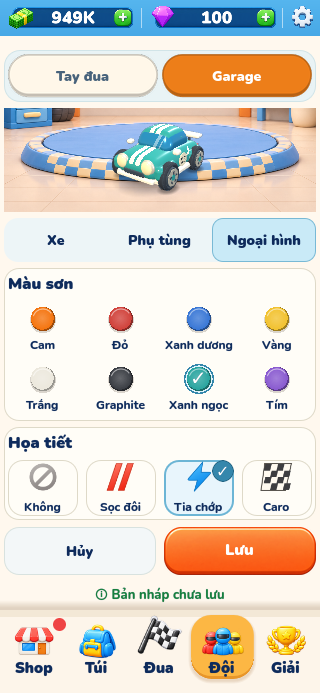 949K
100
Tay đua
Garage
Xe
Phụ tùng
Ngoại hình
Màu sơn
Cam
Đỏ
Xanh dương
Vàng
Trắng
Graphite
Xanh ngọc
Tím
Họa tiết
Không
Sọc đôi
Tia chớp
Caro
Hủy
Lưu
Bản nháp chưa lưu
Shop
Túi
Đua
Đội
Giải